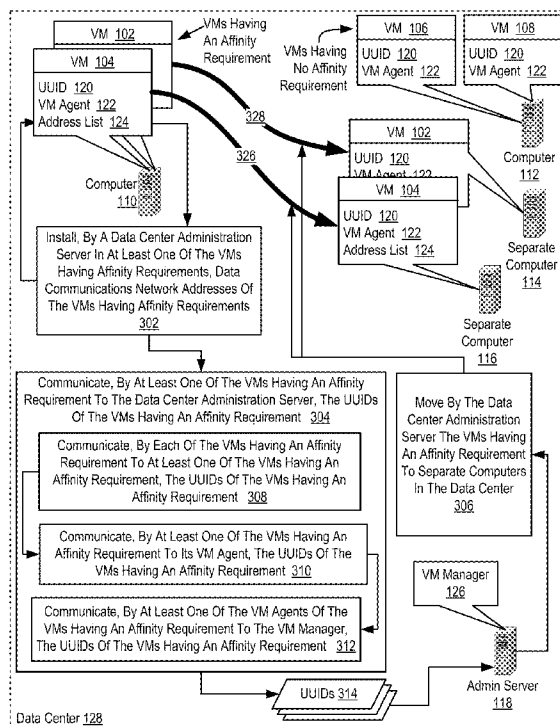 VM 102
VM 104
UUID 120
VM Agent 122
Address List 124
VMs Having
An Affinity
Requirement
VMs Having
No Affinity
Requirement
VM 106
UUID 120
VM Agent 122
VM 108
UUID 120
VM Agent 122
Computer
110
Computer
112
328
326
VM 102
UUID 120
VM Agent 122
VM 104
UUID 120
VM Agent 122
Address List 124
Separate
Computer
114
Separate
Computer
116
Install, By A Data Center Administration
Server In At Least One Of The VMs
Having Affinity Requirements, Data
Communications Network Addresses Of
The VMs Having Affinity Requirements
302
Communicate, By At Least One Of The VMs Having An Affinity
Requirement To The Data Center Administration Server, The UUIDs
Of The VMs Having An Affinity Requirement 304
Communicate, By Each Of The VMs Having An Affinity
Requirement To At Least One Of The VMs Having An
Affinity Requirement, The UUIDs Of The VMs Having An
Affinity Requirement 308
Communicate, By At Least One Of The VMs Having An
Affinity Requirement To Its VM Agent, The UUIDs Of The
VMs Having An Affinity Requirement 310
Communicate, By At Least One Of The VM Agents Of The
VMs Having An Affinity Requirement To The VM Manager,
The UUIDs Of The VMs Having An Affinity Requirement 312
Move By The Data
Center Administration
Server The VMs Having
An Affinity Requirement
To Separate Computers
In The Data Center
306
VM Manager
126
Admin Server
118
UUIDs 314
Data Center 128